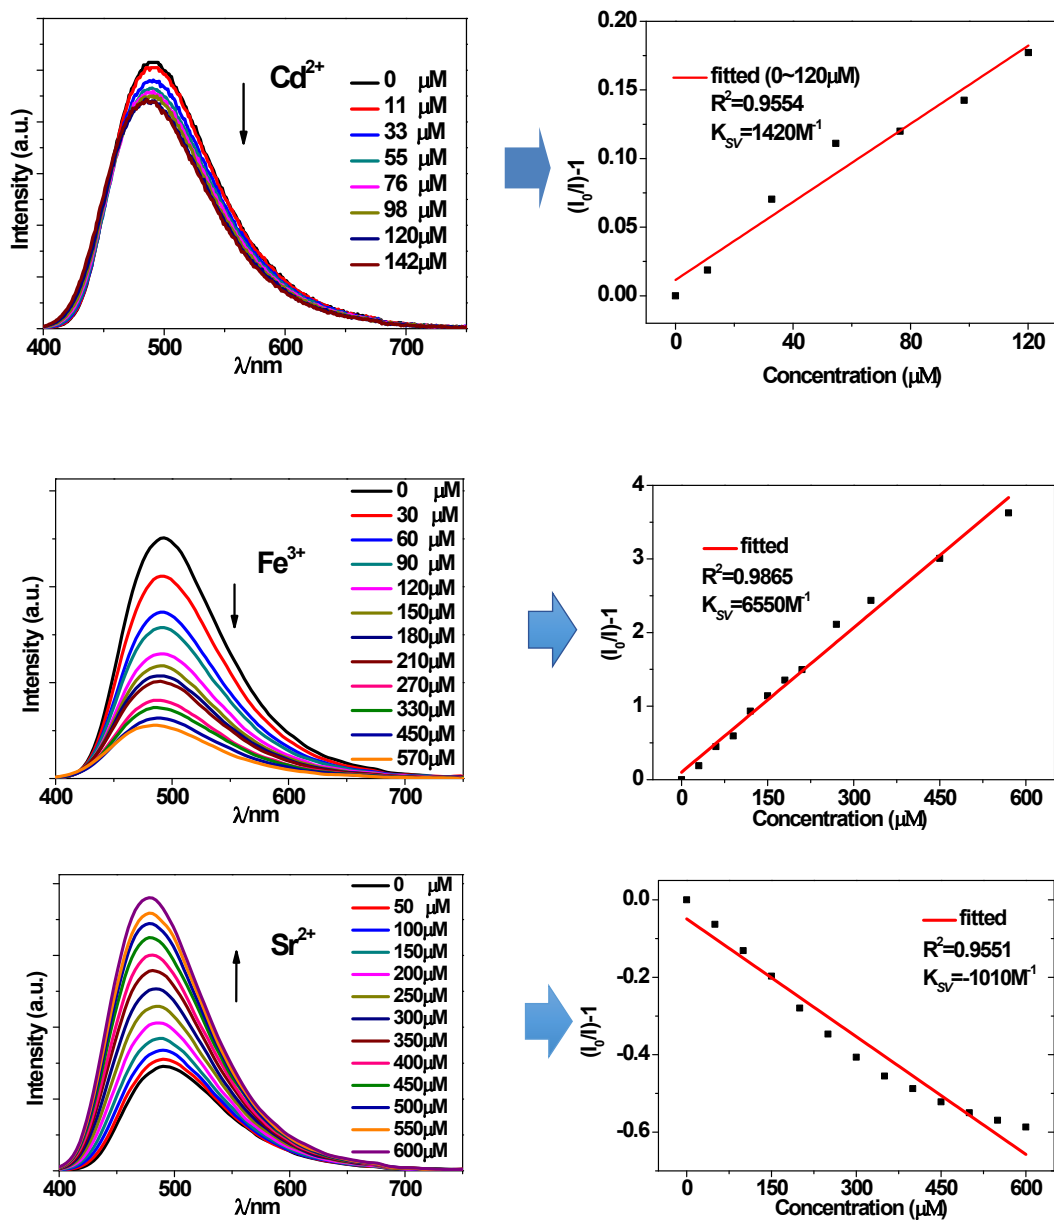 Intensity (a.u.)
Cd²⁺
0 μM
11 μM
33 μM
55 μM
76 μM
98 μM
120μM
142μM
400 500 600 700
λ/nm
(I₀/I)-1
0.20
0.15
0.10
0.05
0.00
fitted (0~120μM)
R²=0.9554
K_SV=1420M⁻¹
0 40 80 120
Concentration (μM)
Intensity (a.u.)
Fe³⁺
0 μM
30 μM
60 μM
90 μM
120μM
150μM
180μM
210μM
270μM
330μM
450μM
570μM
400 500 600 700
λ/nm
(I₀/I)-1
4
3
2
1
0
fitted
R²=0.9865
K_SV=6550M⁻¹
0 150 300 450 600
Concentration (μM)
Intensity (a.u.)
Sr²⁺
0 μM
50 μM
100μM
150μM
200μM
250μM
300μM
350μM
400μM
450μM
500μM
550μM
600μM
400 500 600 700
λ/nm
(I₀/I)-1
0.0
-0.2
-0.4
-0.6
fitted
R²=0.9551
K_SV=-1010M⁻¹
0 150 300 450 600
Concentration (μM)